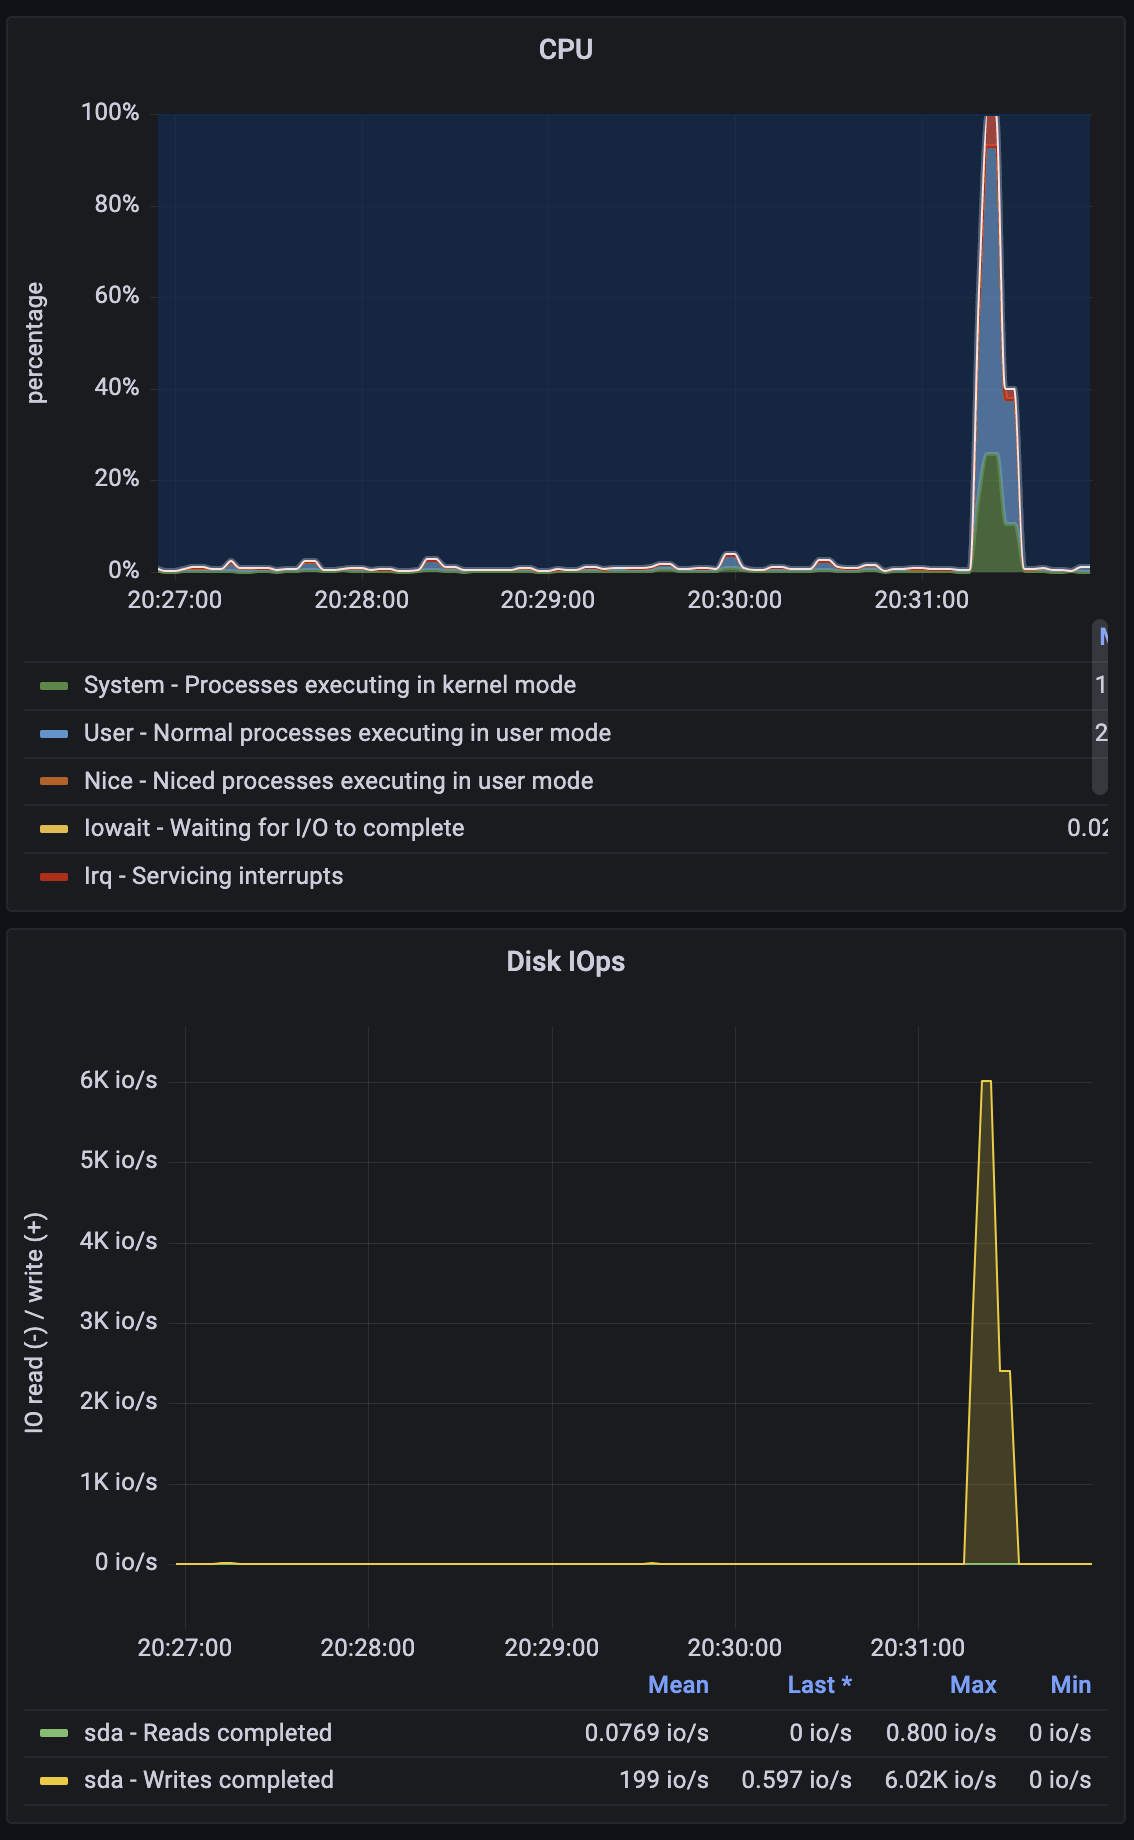 CPU
100%
80%
60%
40%
20%
0%
percentage
20:27:00 20:28:00 20:29:00 20:30:00 20:31:00
System - Processes executing in kernel mode 1
User - Normal processes executing in user mode 2
Nice - Niced processes executing in user mode
Iowait - Waiting for I/O to complete 0.02
Irq - Servicing interrupts
Disk IOps
6K io/s
5K io/s
4K io/s
3K io/s
2K io/s
1K io/s
0 io/s
IO read (-) / write (+)
20:27:00 20:28:00 20:29:00 20:30:00 20:31:00
Mean Last * Max Min
sda - Reads completed 0.0769 io/s 0 io/s 0.800 io/s 0 io/s
sda - Writes completed 199 io/s 0.597 io/s 6.02K io/s 0 io/s